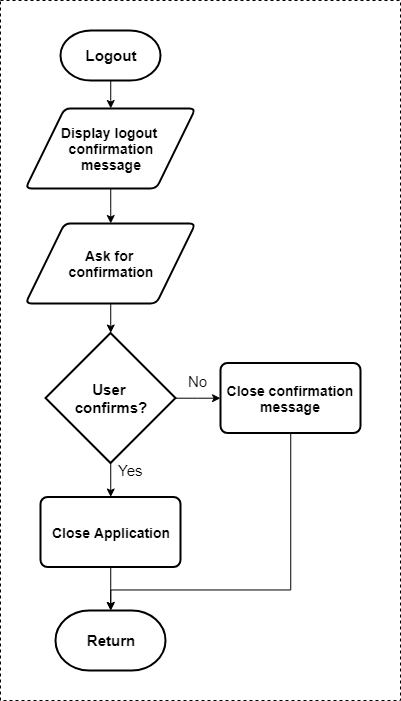 Logout
Display logout
confirmation
message
Ask for
confirmation
User
confirms?
No
Close confirmation
message
Yes
Close Application
Return